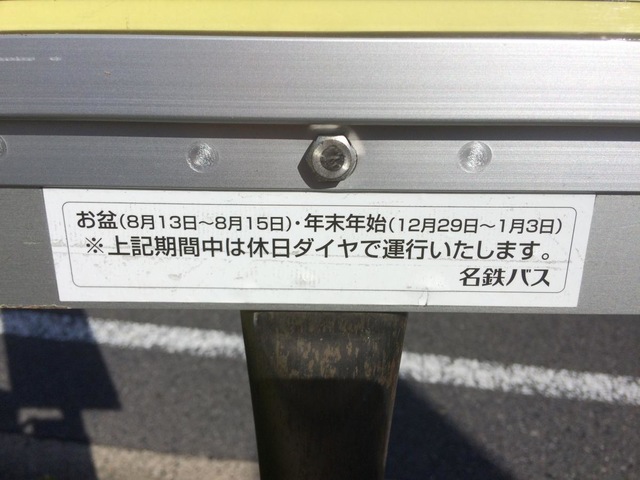 お盆(8月13日～8月15日)・年末年始(12月29日～1月3日)
※上記期間中は休日ダイヤで運行いたします。
名鉄バス